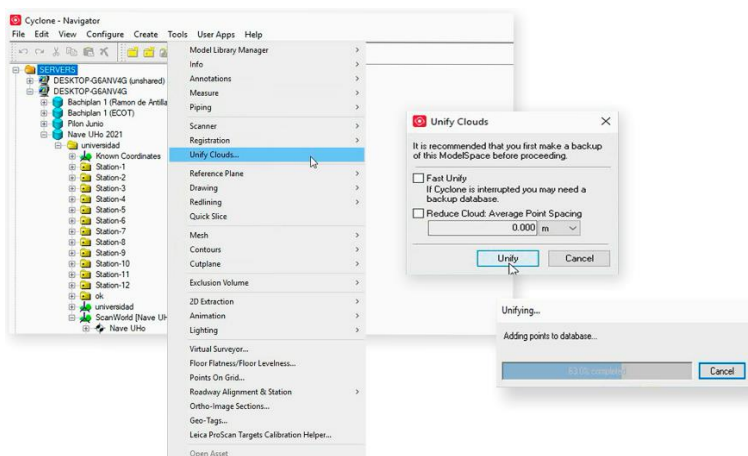 Cyclone - Navigator
File Edit View Configure Create Tools User Apps Help
SERVERS
DESKTOP-G6ANV4G (unshared)
DESKTOP-G6ANV4G
Bachiplan 1 (Ramon de Antilla
Bachiplan 1 (ECOT)
Pilon Junio
Nave UHo 2021
universidad
Known Coordinates
Station-1
Station-2
Station-3
Station-4
Station-5
Station-6
Station-7
Station-8
Station-9
Station-10
Station-11
Station-12
ok
universidad
ScanWorld [Nave UH
Nave UHo
Model Library Manager
Info
Annotations
Measure
Piping
Scanner
Registration
Unify Clouds...
Reference Plane
Drawing
Redlining
Quick Slice
Mesh
Contours
Cutplane
Exclusion Volume
2D Extraction
Animation
Lighting
Virtual Surveyor...
Floor Flatness/Floor Levelness...
Points On Grid...
Roadway Alignment & Station
Ortho-Image Sections...
Geo-Tags...
Leica ProScan Targets Calibration Helper...
Open Asset
Unify Clouds
It is recommended that you first make a backup
of this ModelSpace before proceeding.
Fast Unify
If Cyclone is interrupted you may need a
backup database.
Reduce Cloud: Average Point Spacing
0.000 m
Unify Cancel
Unifying...
Adding points to database...
completed
Cancel